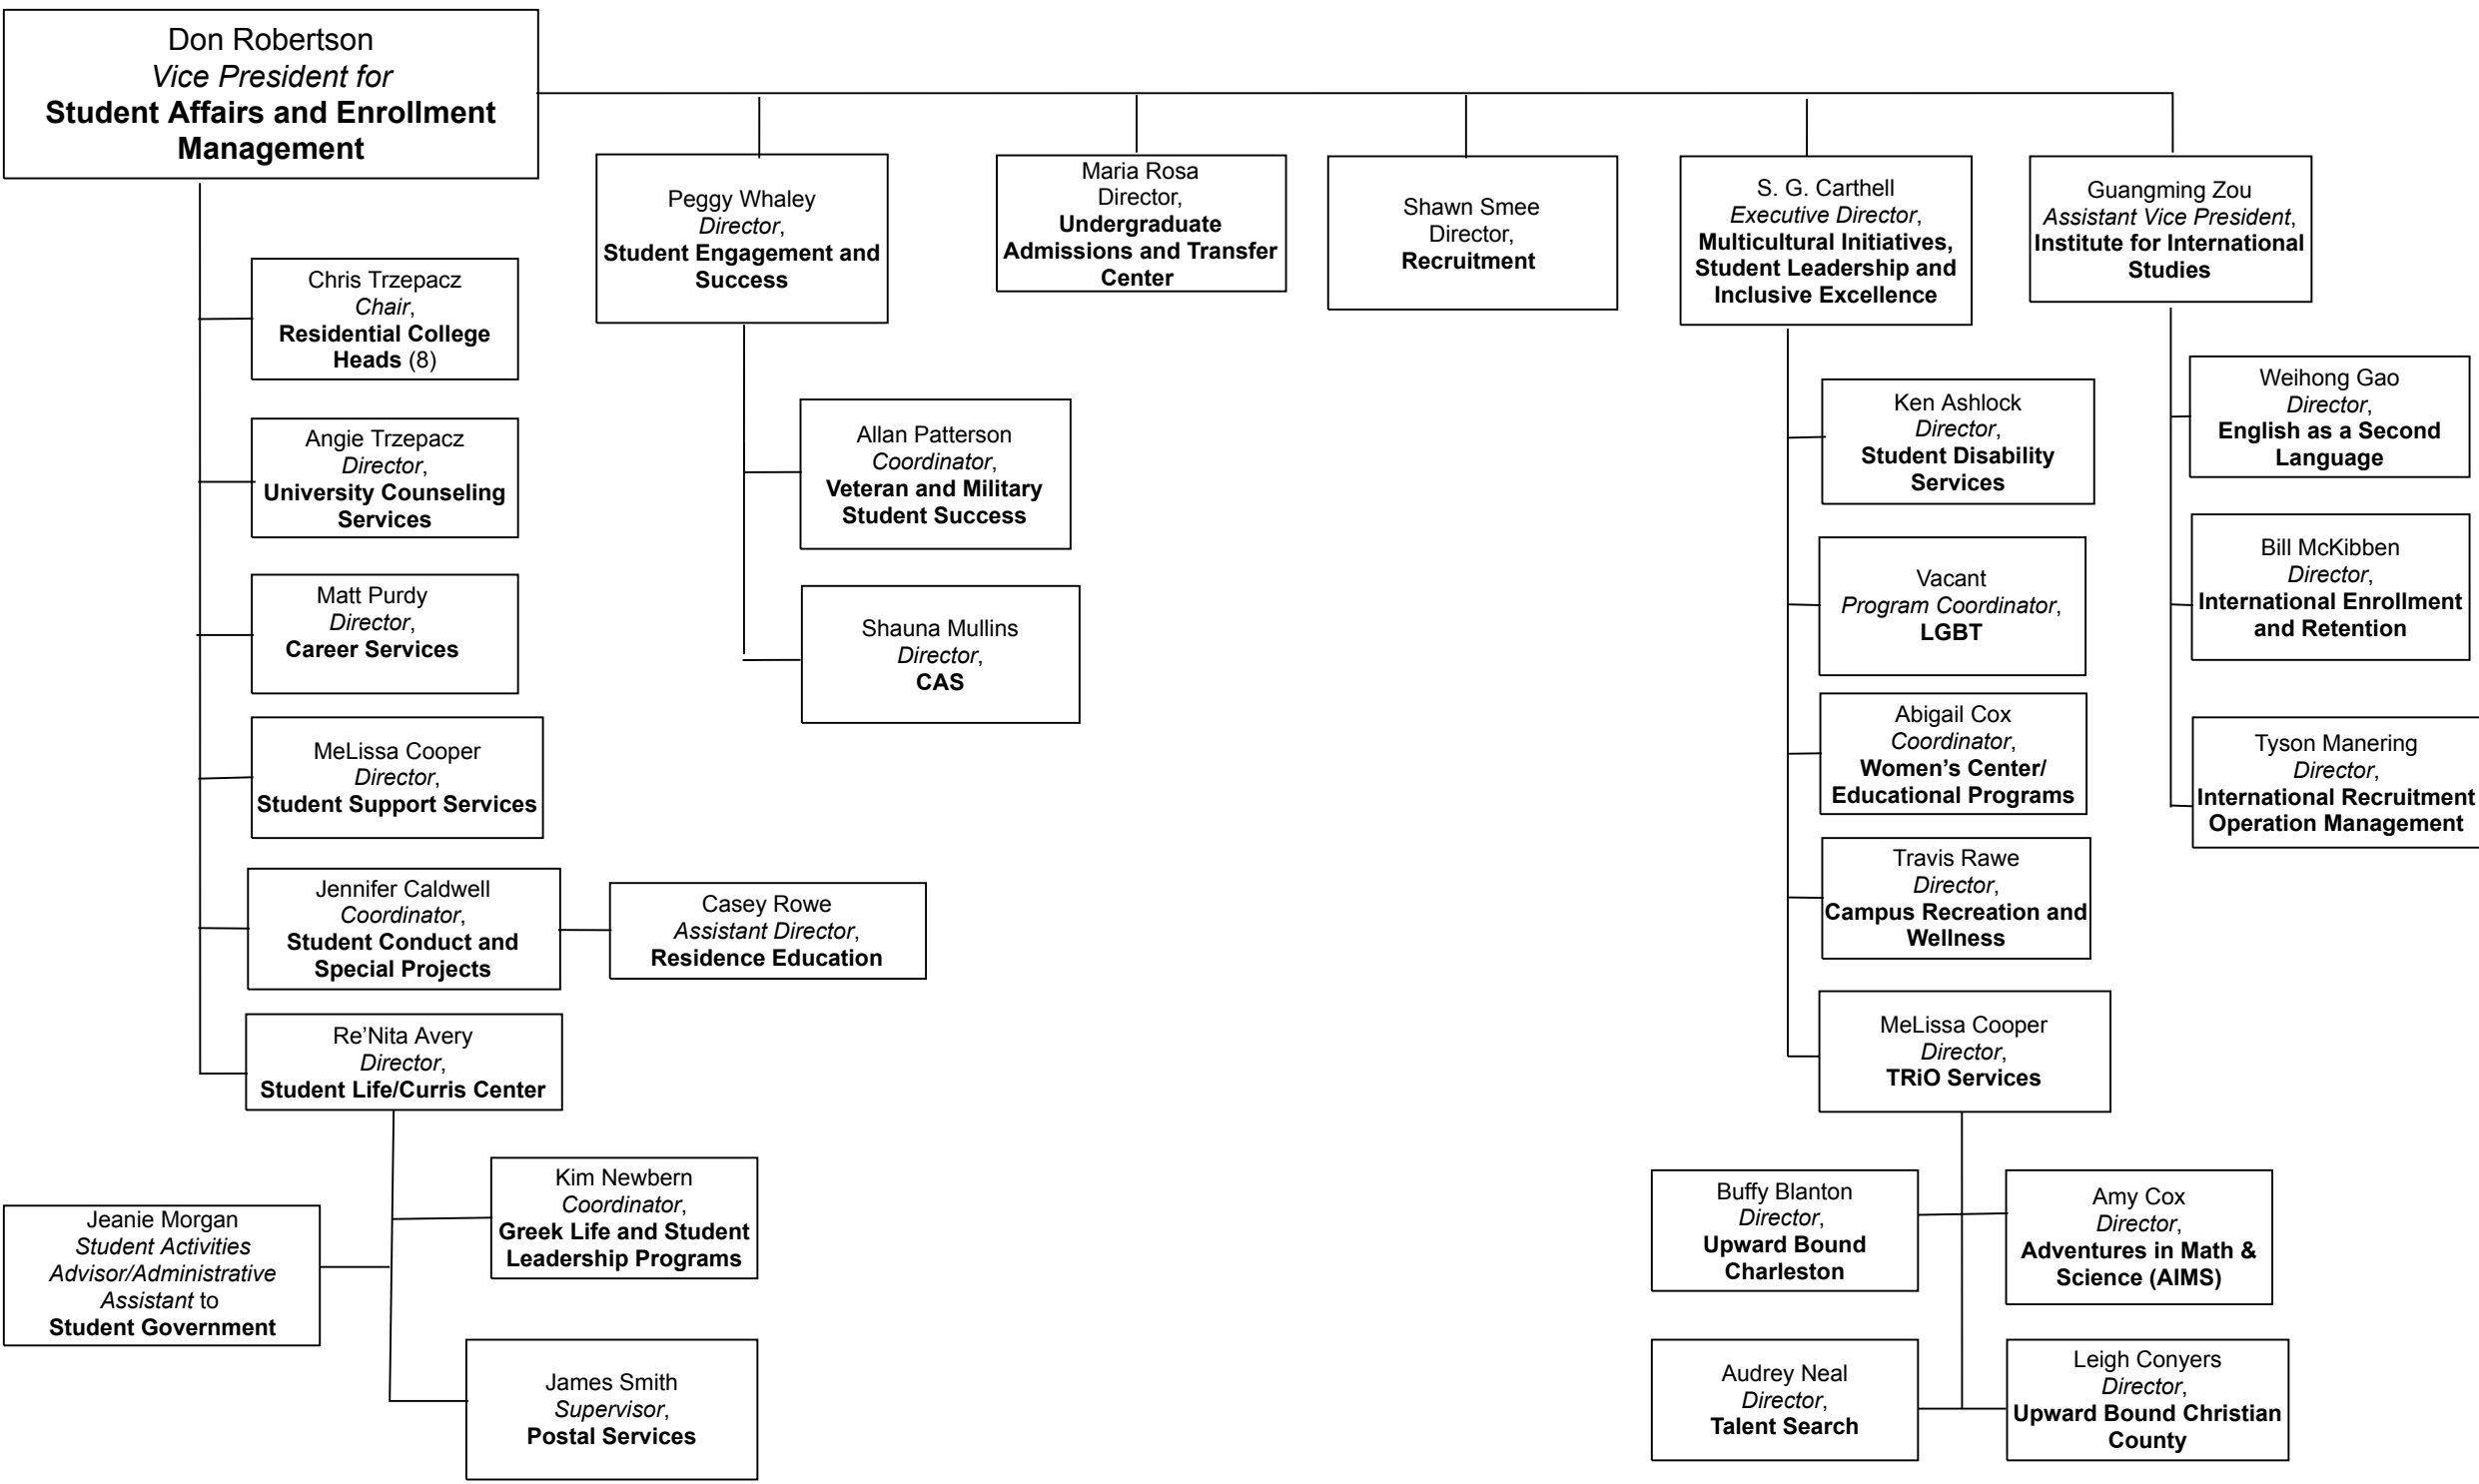 Don Robertson
Vice President for
Student Affairs and Enrollment
Management
Peggy Whaley
Director,
Student Engagement and
Success
Maria Rosa
Director,
Undergraduate
Admissions and Transfer
Center
Shawn Smee
Director,
Recruitment
S. G. Carthell
Executive Director,
Multicultural Initiatives,
Student Leadership and
Inclusive Excellence
Guangming Zou
Assistant Vice President,
Institute for International
Studies
Chris Trzepacz
Chair,
Residential College
Heads (8)
Angie Trzepacz
Director,
University Counseling
Services
Matt Purdy
Director,
Career Services
MeLissa Cooper
Director,
Student Support Services
Jennifer Caldwell
Coordinator,
Student Conduct and
Special Projects
Casey Rowe
Assistant Director,
Residence Education
Re’Nita Avery
Director,
Student Life/Curris Center
Jeanie Morgan
Student Activities
Advisor/Administrative
Assistant to
Student Government
Kim Newbern
Coordinator,
Greek Life and Student
Leadership Programs
James Smith
Supervisor,
Postal Services
Allan Patterson
Coordinator,
Veteran and Military
Student Success
Shauna Mullins
Director,
CAS
Ken Ashlock
Director,
Student Disability
Services
Vacant
Program Coordinator,
LGBT
Abigail Cox
Coordinator,
Women’s Center/
Educational Programs
Travis Rawe
Director,
Campus Recreation and
Wellness
MeLissa Cooper
Director,
TRiO Services
Buffy Blanton
Director,
Upward Bound
Charleston
Amy Cox
Director,
Adventures in Math &
Science (AIMS)
Audrey Neal
Director,
Talent Search
Leigh Conyers
Director,
Upward Bound Christian
County
Weihong Gao
Director,
English as a Second
Language
Bill McKibben
Director,
International Enrollment
and Retention
Tyson Manering
Director,
International Recruitment
Operation Management